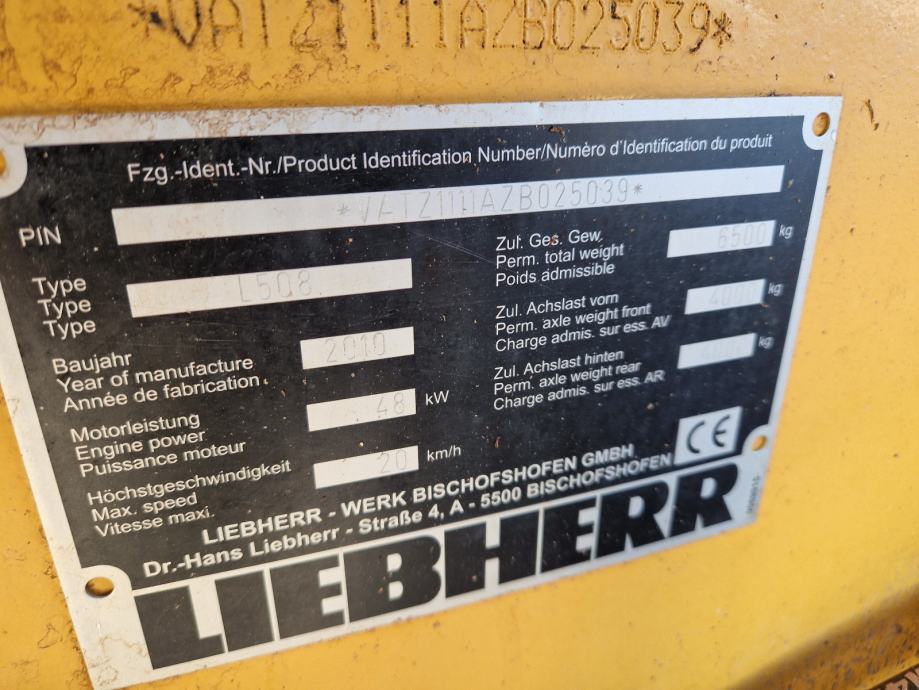 *VATZ1111AZB025039*
Fzg.-Ident.-Nr./Product Identification Number/Numèro d'Identification du produit
PIN *VATZ1111AZB025039*
Type
Type L508
Type
Baujahr
Year of manufacture 2010
Année de fabrication
Motorleistung
Engine power 48 kW
Puissance moteur
Höchstgeschwindigkeit
Max. speed 20 km/h
Vitesse maxi.
Zul. Ges. Gew.
Perm. total weight 6500 kg
Poids admissible
Zul. Achslast vorn
Perm. axle weight front 4000 kg
Charge admis. sur ess. AV
Zul. Achslast hinten
Perm. axle weight rear kg
Charge admis. sur ess. AR
CE
LIEBHERR - WERK BISCHOFSHOFEN GMBH
Dr.-Hans Liebherr - Straße 4, A - 5500 BISCHOFSHOFEN
LIEBHERR